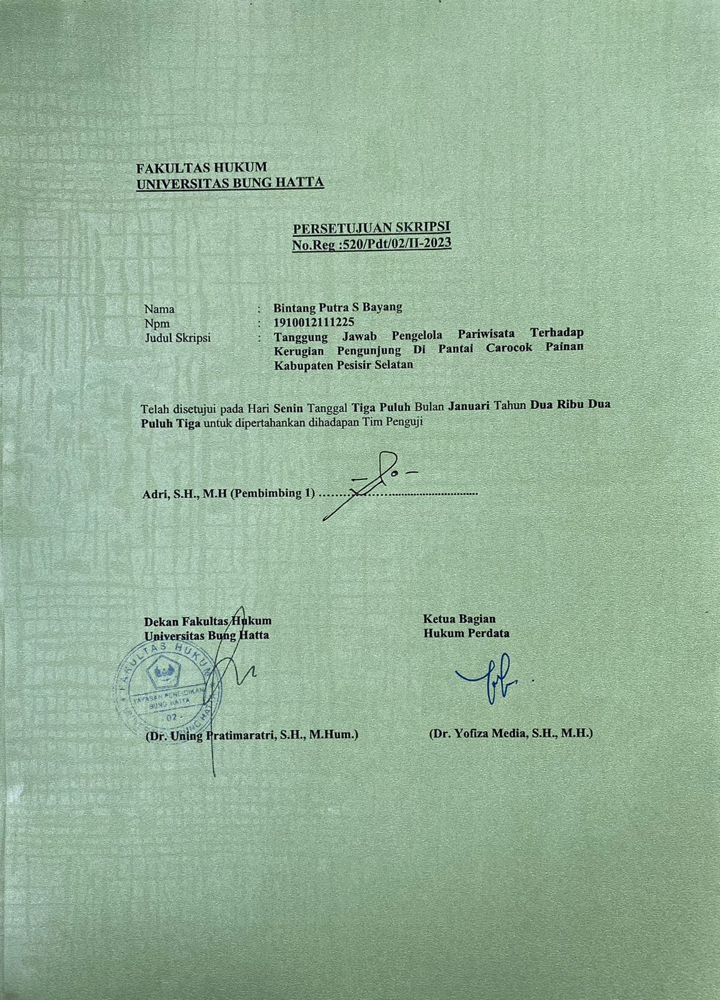 FAKULTAS HUKUM
UNIVERSITAS BUNG HATTA
PERSETUJUAN SKRIPSI
No.Reg :520/Pdt/02/II-2023
Nama : Bintang Putra S Bayang
Npm : 1910012111225
Judul Skripsi : Tanggung Jawab Pengelola Pariwisata Terhadap
Kerugian Pengunjung Di Pantai Carocok Painan
Kabupaten Pesisir Selatan
Telah disetujui pada Hari Senin Tanggal Tiga Puluh Bulan Januari Tahun Dua Ribu Dua
Puluh Tiga untuk dipertahankan dihadapan Tim Penguji
Adri, S.H., M.H (Pembimbing 1) ................................................
Dekan Fakultas Hukum
Universitas Bung Hatta
Ketua Bagian
Hukum Perdata
FAKULTAS HUKUM
YAYASAN PENDIDIKAN
BUNG HATTA
02
BUNG HATTA
(Dr. Uning Pratimaratri, S.H., M.Hum.)
(Dr. Yofiza Media, S.H., M.H.)